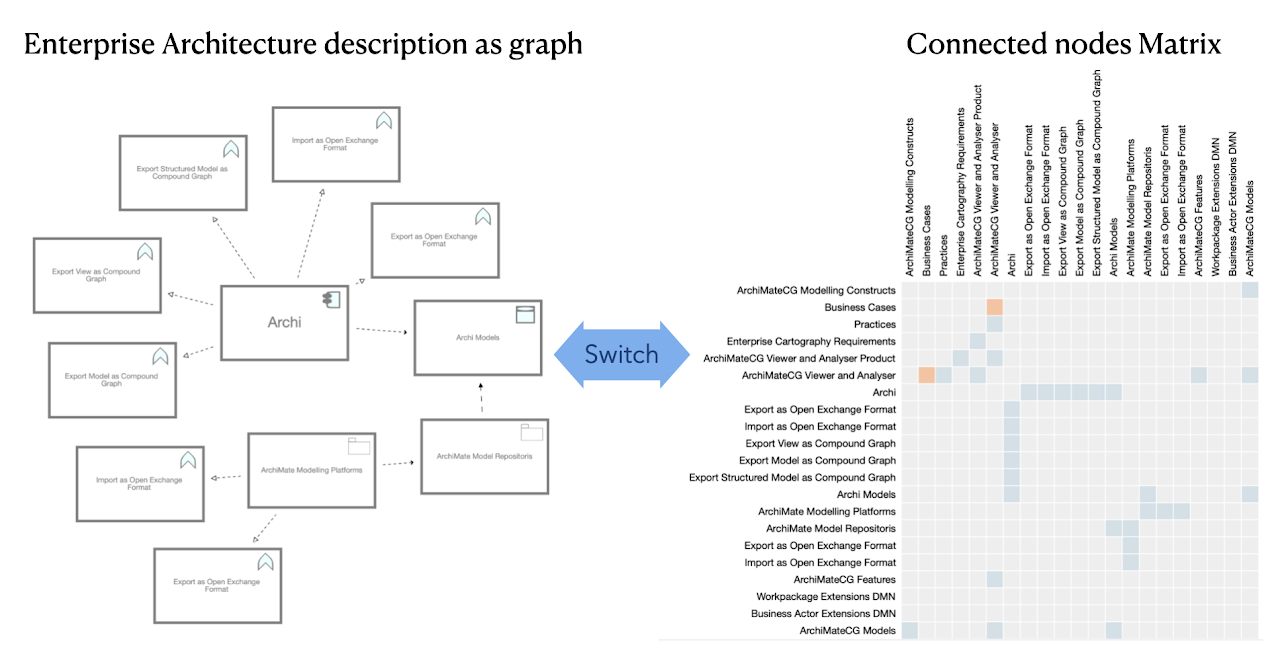 Enterprise Architecture description as graph
Connected nodes Matrix
Import as Open Exchange
Format
Export Structured Model as
Compound Graph
Export as Open Exchange
Format
Export View as Compound
Graph
Archi
Archi Models
Export Model as Compound
Graph
ArchiMate Modelling Platforms
ArchiMate Model Repositoris
Import as Open Exchange
Format
Export as Open Exchange
Format
Switch
ArchiMateCG Modelling Constructs
Business Cases
Practices
Enterprise Cartography Requirements
ArchiMateCG Viewer and Analyser Product
ArchiMateCG Viewer and Analyser
Archi
Export as Open Exchange Format
Import as Open Exchange Format
Export View as Compound Graph
Export Model as Compound Graph
Export Structured Model as Compound Graph
Archi Models
ArchiMate Modelling Platforms
ArchiMate Model Repositoris
Export as Open Exchange Format
Import as Open Exchange Format
ArchiMateCG Features
Workpackage Extensions DMN
Business Actor Extensions DMN
ArchiMateCG Models
ArchiMateCG Modelling Constructs
Business Cases
Practices
Enterprise Cartography Requirements
ArchiMateCG Viewer and Analyser Product
ArchiMateCG Viewer and Analyser
Archi
Export as Open Exchange Format
Import as Open Exchange Format
Export View as Compound Graph
Export Model as Compound Graph
Export Structured Model as Compound Graph
Archi Models
ArchiMate Modelling Platforms
ArchiMate Model Repositoris
Export as Open Exchange Format
Import as Open Exchange Format
ArchiMateCG Features
Workpackage Extensions DMN
Business Actor Extensions DMN
ArchiMateCG Models